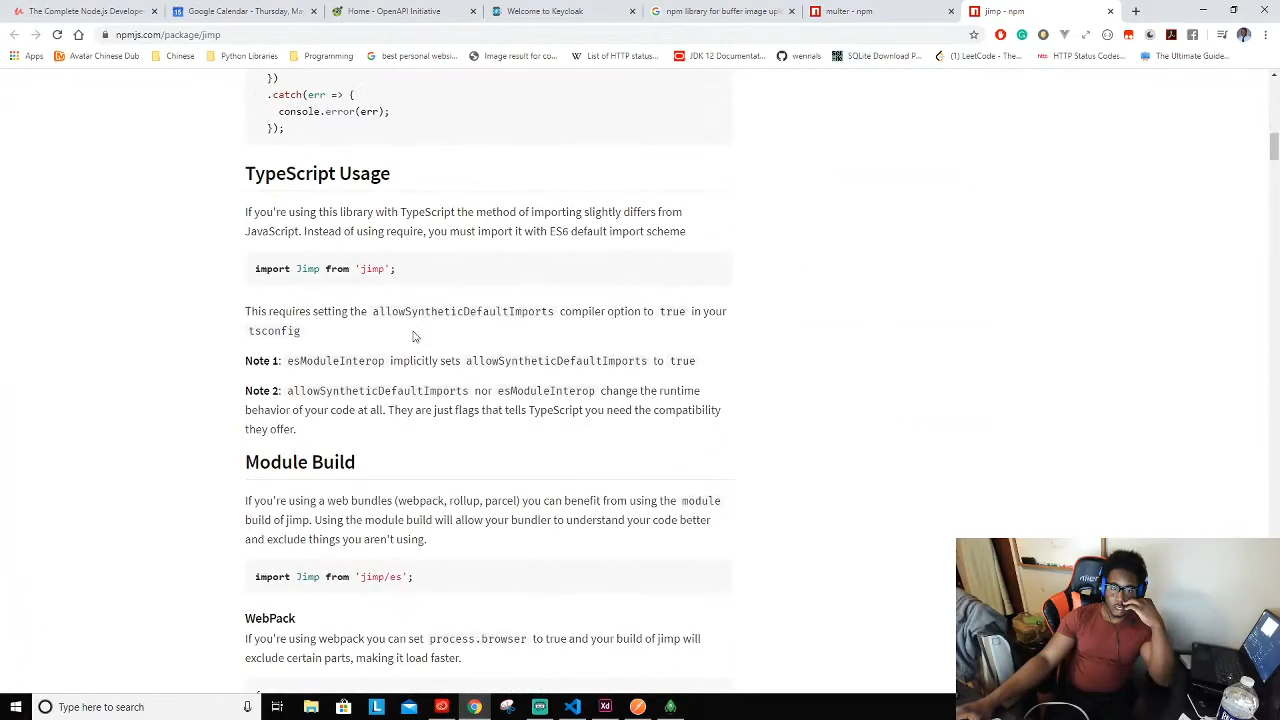 The Complete Node.js Develope
Google Calendar - Thursday, Ma
Home - OpenAPI Initiative
Welcome to Keycloak
npm library for buffer image upl
multer - npm
jimp - npm
npmjs.com/package/jimp
Apps
Avatar Chinese Dub
Chinese
Python Libraries
Programming
best personal websi...
Image result for pos...
List of HTTP status...
JDK 12 Documentat...
wennals
SQLite Download P...
(1) LeetCode - The...
HTTP Status Codes...
The Ultimate Guide...
})
.catch(err => {
console.error(err);
});
TypeScript Usage
If you're using this library with TypeScript the method of importing slightly differs from
JavaScript. Instead of using require, you must import it with ES6 default import scheme
import Jimp from 'jimp';
This requires setting the allowSyntheticDefaultImports compiler option to true in your
tsconfig
Note 1: esModuleInterop implicitly sets allowSyntheticDefaultImports to true
Note 2: allowSyntheticDefaultImports nor esModuleInterop change the runtime
behavior of your code at all. They are just flags that tells TypeScript you need the compatibility
they offer.
Module Build
If you're using a web bundles (webpack, rollup, parcel) you can benefit from using the module
build of jimp. Using the module build will allow your bundler to understand your code better
and exclude things you aren't using.
import Jimp from 'jimp/es';
WebPack
If you're using webpack you can set process.browser to true and your build of jimp will
exclude certain parts, making it load faster.
Type here to search